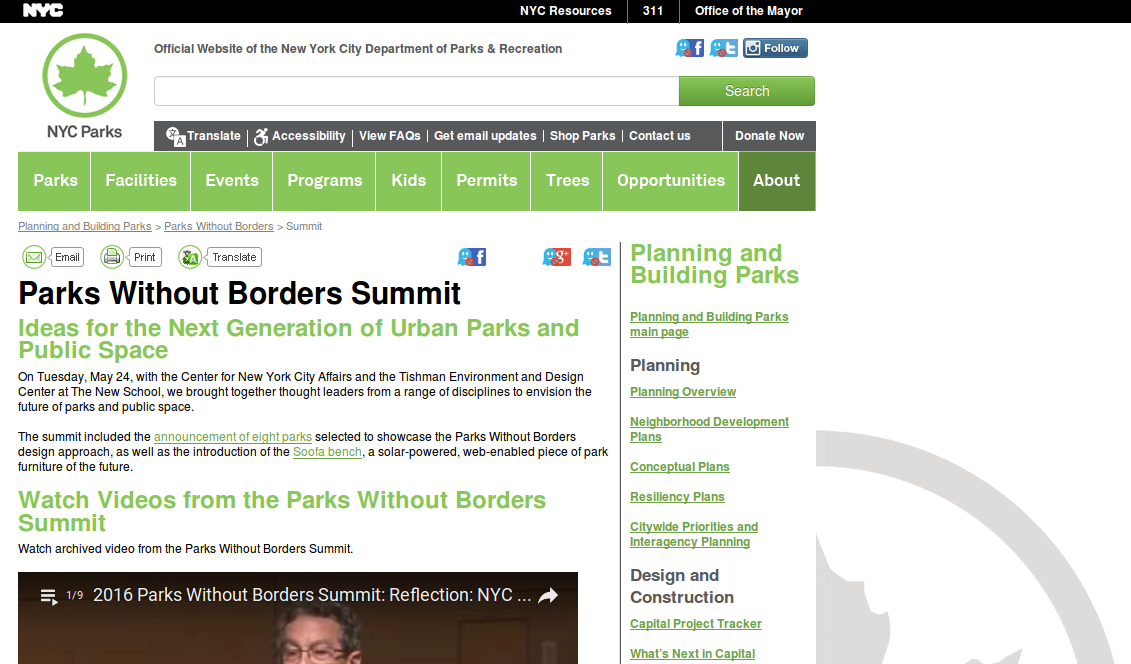 NYC
NYC Resources
311
Office of the Mayor
Official Website of the New York City Department of Parks & Recreation
f
t
Follow
Search
NYC Parks
Translate
Accessibility
View FAQs
Get email updates
Shop Parks
Contact us
Donate Now
Parks
Facilities
Events
Programs
Kids
Permits
Trees
Opportunities
About
Planning and Building Parks > Parks Without Borders > Summit
Email
Print
Translate
f
g+
t
Parks Without Borders Summit
Ideas for the Next Generation of Urban Parks and
Public Space
On Tuesday, May 24, with the Center for New York City Affairs and the Tishman Environment and Design
Center at The New School, we brought together thought leaders from a range of disciplines to envision the
future of parks and public space.
The summit included the announcement of eight parks selected to showcase the Parks Without Borders
design approach, as well as the introduction of the Soofa bench, a solar-powered, web-enabled piece of park
furniture of the future.
Watch Videos from the Parks Without Borders
Summit
Watch archived video from the Parks Without Borders Summit.
1/9
2016 Parks Without Borders Summit: Reflection: NYC ...
Planning and
Building Parks
Planning and Building Parks
main page
Planning
Planning Overview
Neighborhood Development
Plans
Conceptual Plans
Resiliency Plans
Citywide Priorities and
Interagency Planning
Design and
Construction
Capital Project Tracker
What's Next in Capital